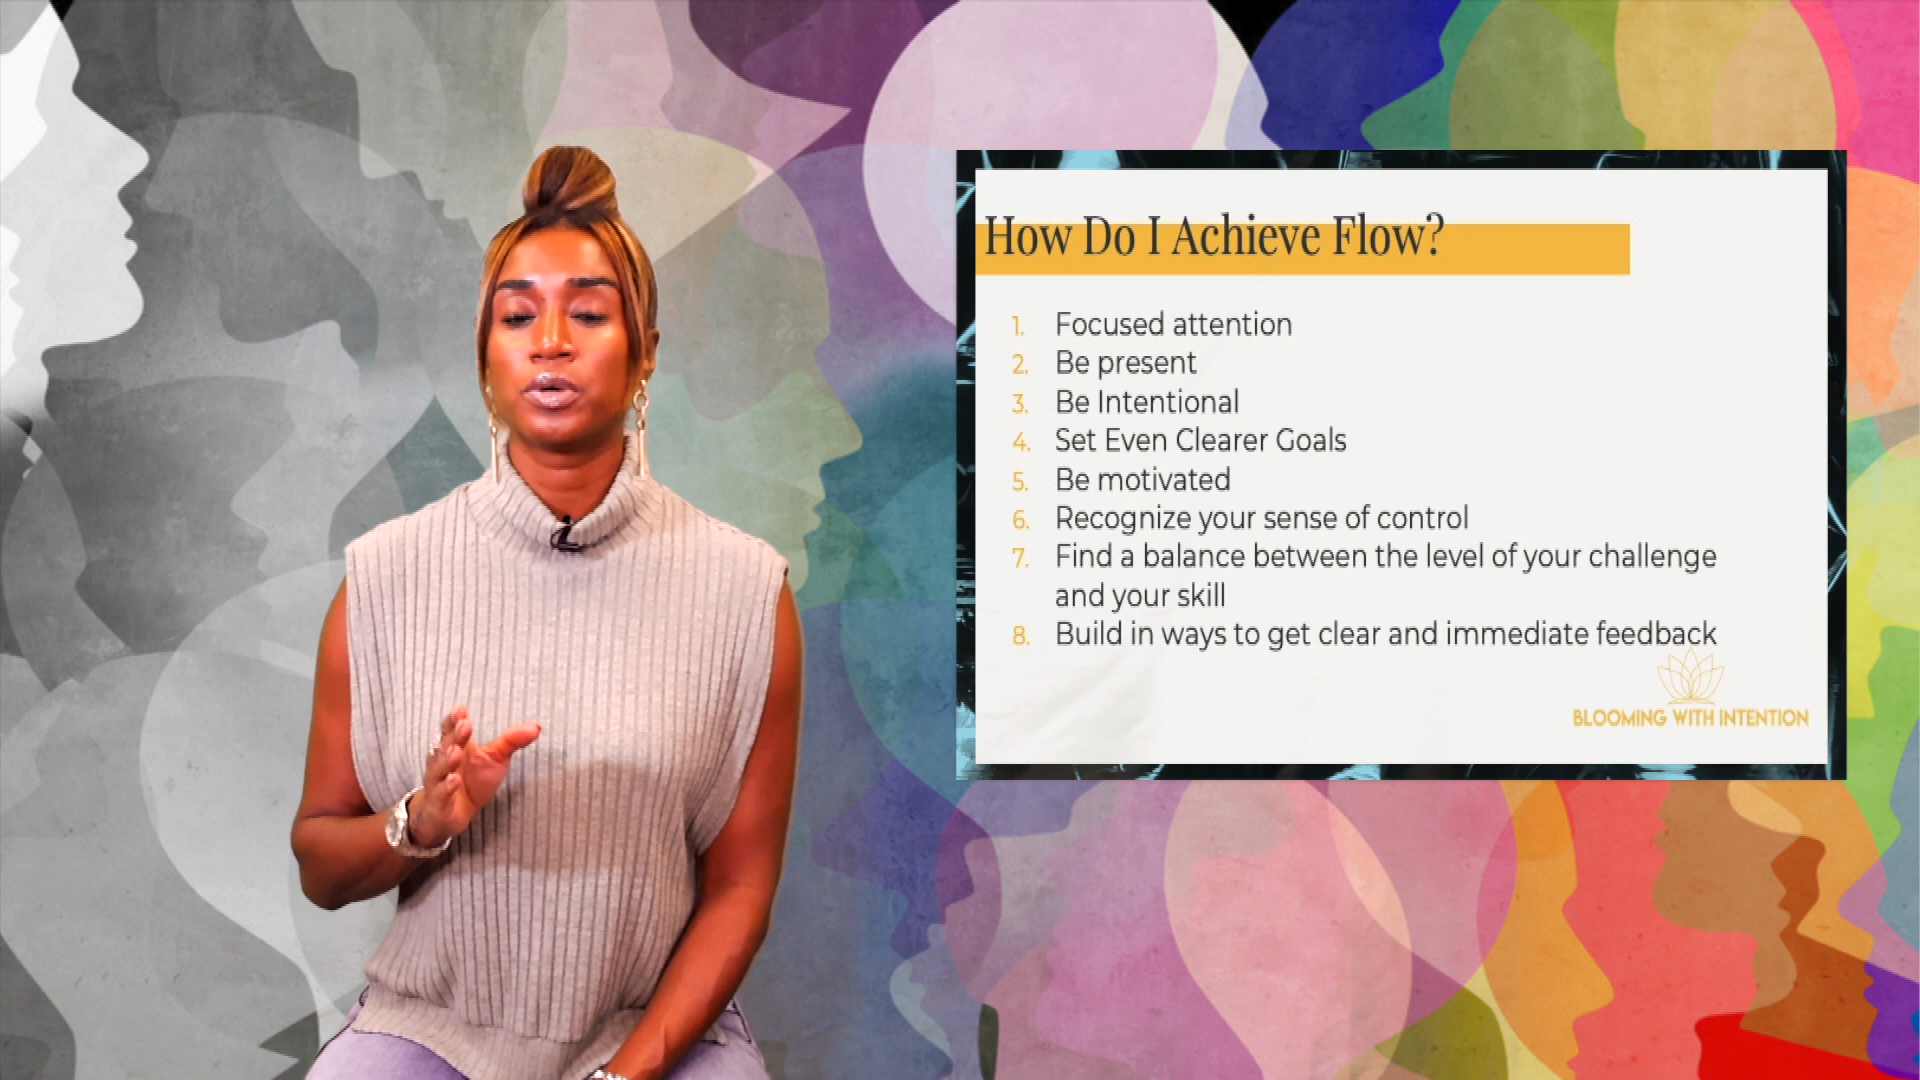 How Do I Achieve Flow?
1. Focused attention
2. Be present
3. Be Intentional
4. Set Even Clearer Goals
5. Be motivated
6. Recognize your sense of control
7. Find a balance between the level of your challenge
and your skill
8. Build in ways to get clear and immediate feedback
BLOOMING WITH INTENTION